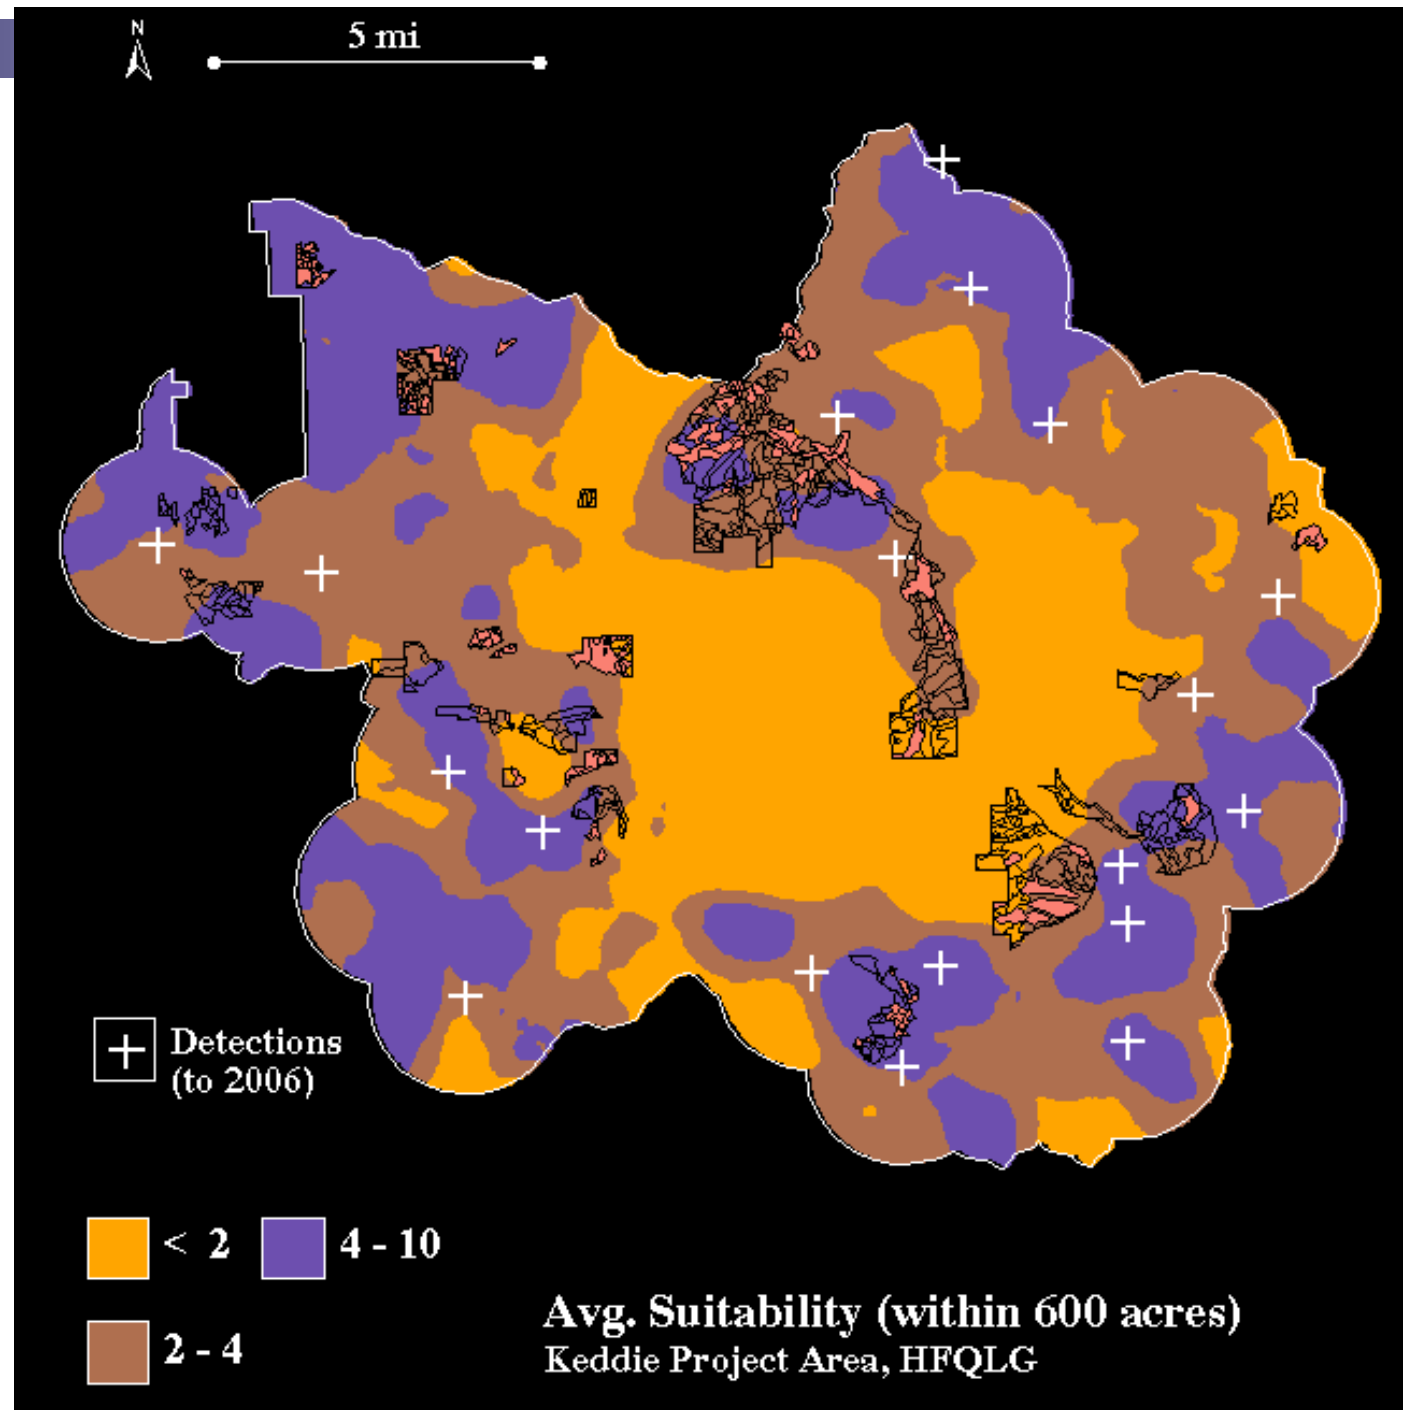 N
5 mi
Detections
(to 2006)
< 2
4 - 10
2 - 4
Avg. Suitability (within 600 acres)
Keddie Project Area, HFQLG